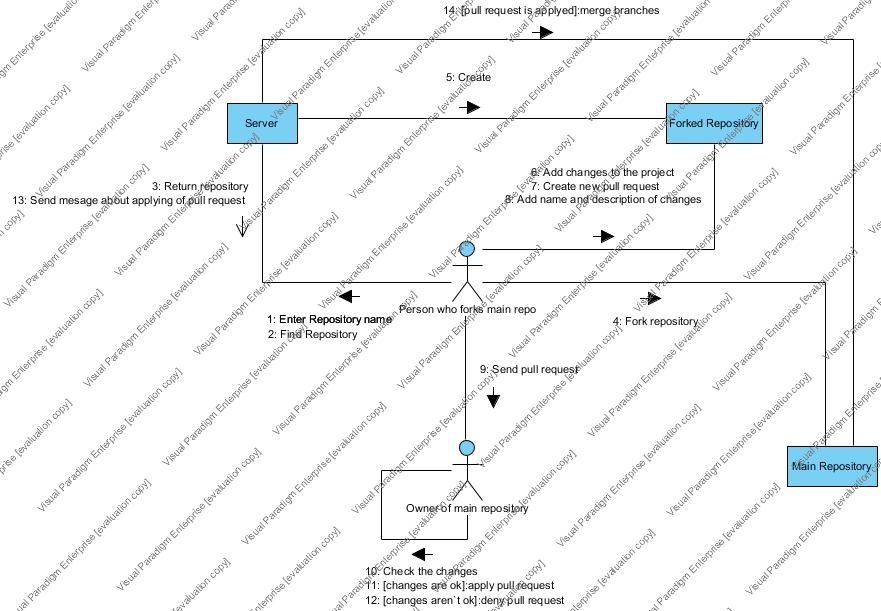 14: [pull request is applyed]:merge branches
5: Create
Server
Forked Repository
6: Add changes to the project
7: Create new pull request
8: Add name and description of changes
3: Return repository
13: Send mesage about applying of pull request
Person who forks main repo
1: Enter Repository name
2: Find Repository
4: Fork repository
9: Send pull request
Main Repository
Owner of main repository
10: Check the changes
11: [changes are ok]:apply pull request
12: [changes aren`t ok]:deny pull request
Visual Paradigm Enterprise [evaluation copy]